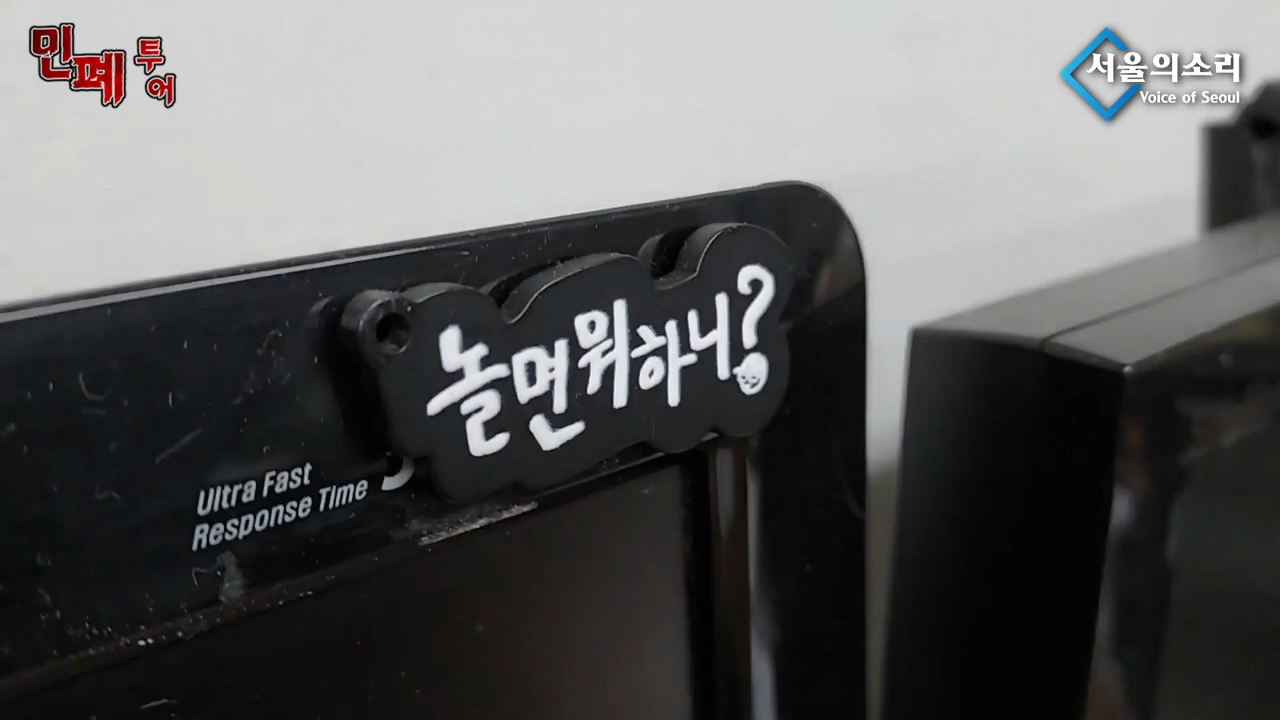 민폐 투어
서울의소리
Voice of Seoul
놀면 뭐하니?
Ultra Fast
Response Time